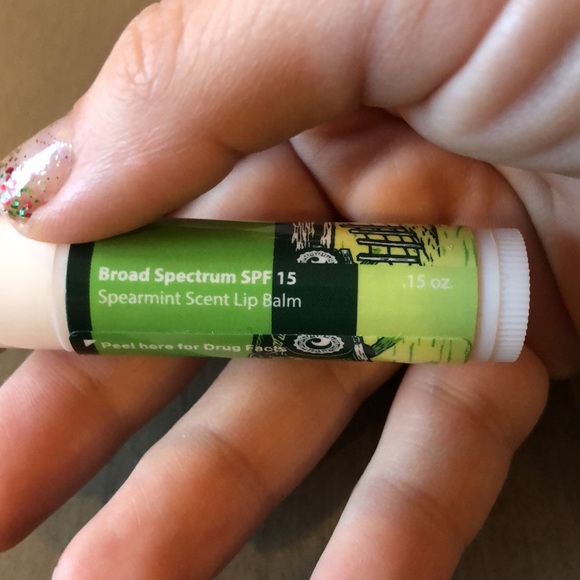 Broad Spectrum SPF 15
Spearmint Scent Lip Balm
.15 oz.
Peel here for Drug Facts